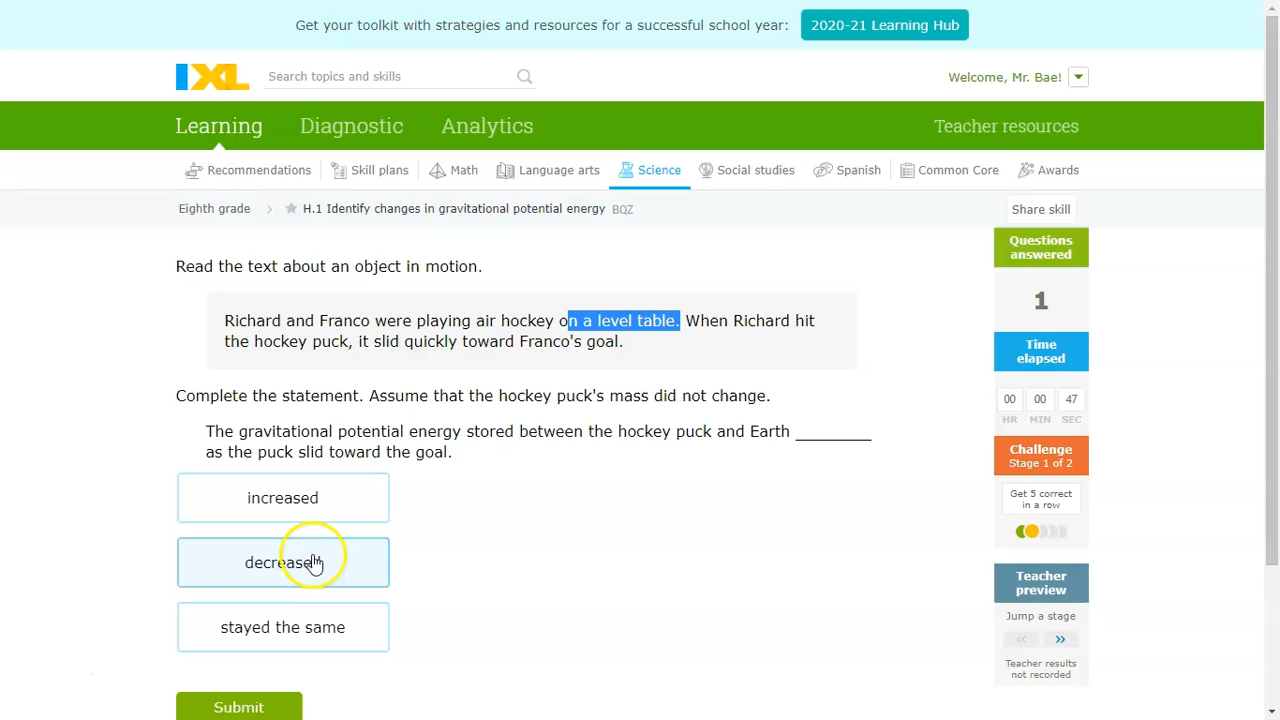 Get your toolkit with strategies and resources for a successful school year: 2020-21 Learning Hub
IXL Search topics and skills Welcome, Mr. Bae!
Learning Diagnostic Analytics Teacher resources
Recommendations Skill plans Math Language arts Science Social studies Spanish Common Core Awards
Eighth grade > H.1 Identify changes in gravitational potential energy BQZ Share skill
Read the text about an object in motion.
Richard and Franco were playing air hockey on a level table. When Richard hit
the hockey puck, it slid quickly toward Franco's goal.
Complete the statement. Assume that the hockey puck's mass did not change.
The gravitational potential energy stored between the hockey puck and Earth ________
as the puck slid toward the goal.
increased
decreased
stayed the same
Submit
Questions
answered
1
Time
elapsed
00 00 47
HR MIN SEC
Challenge
Stage 1 of 2
Get 5 correct
in a row
Teacher
preview
Jump a stage
<< >>
Teacher results
not recorded